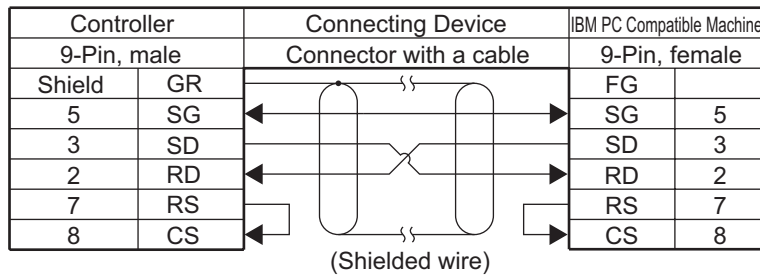 Controller Connecting Device IBM PC Compatible Machine
9-Pin, male Connector with a cable 9-Pin, female
Shield GR FG
5 SG SG 5
3 SD SD 3
2 RD RD 2
7 RS RS 7
8 CS CS 8
(Shielded wire)